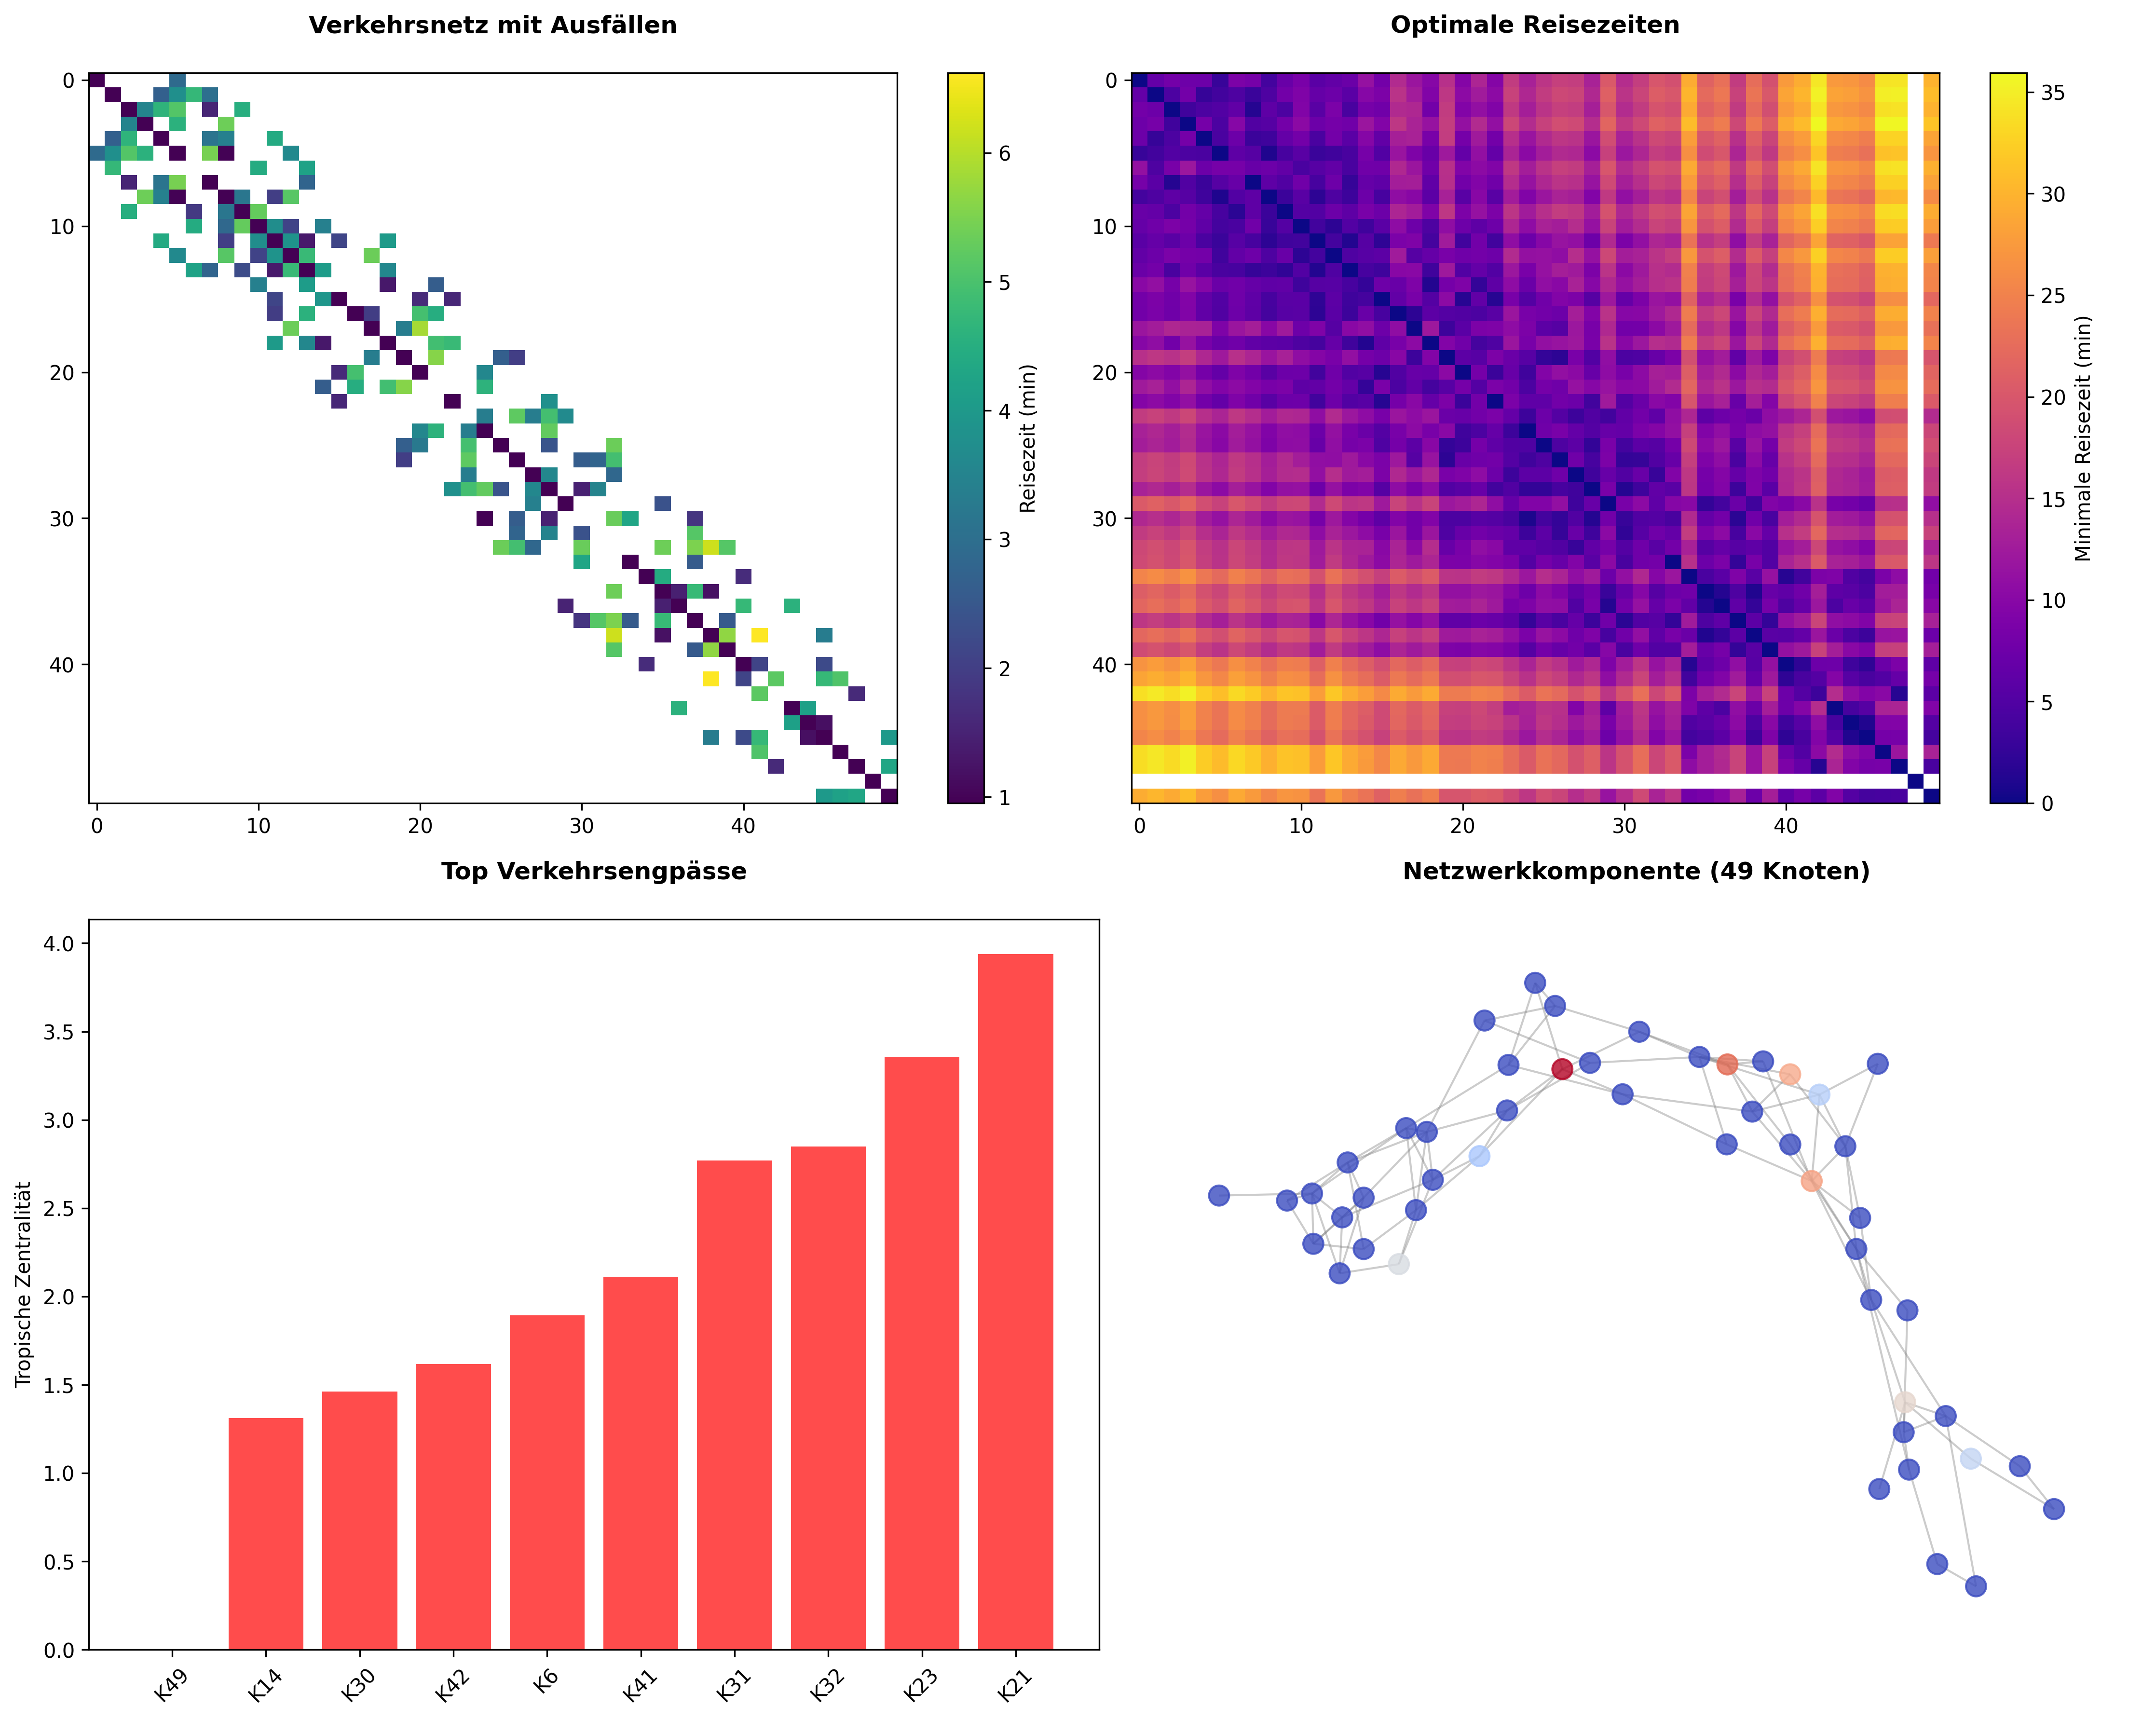 Verkehrsnetz mit Ausfällen
0
10
20
30
40
0
10
20
30
40
6
5
4
3
2
1
Reisezeit (min)
Optimale Reisezeiten
0
10
20
30
40
0
10
20
30
40
35
30
25
20
15
10
5
0
Minimale Reisezeit (min)
Top Verkehrsengpässe
4.0
3.5
3.0
2.5
2.0
1.5
1.0
0.5
0.0
Tropische Zentralität
K49
K14
K30
K42
K6
K41
K31
K32
K23
K21
Netzwerkkomponente (49 Knoten)